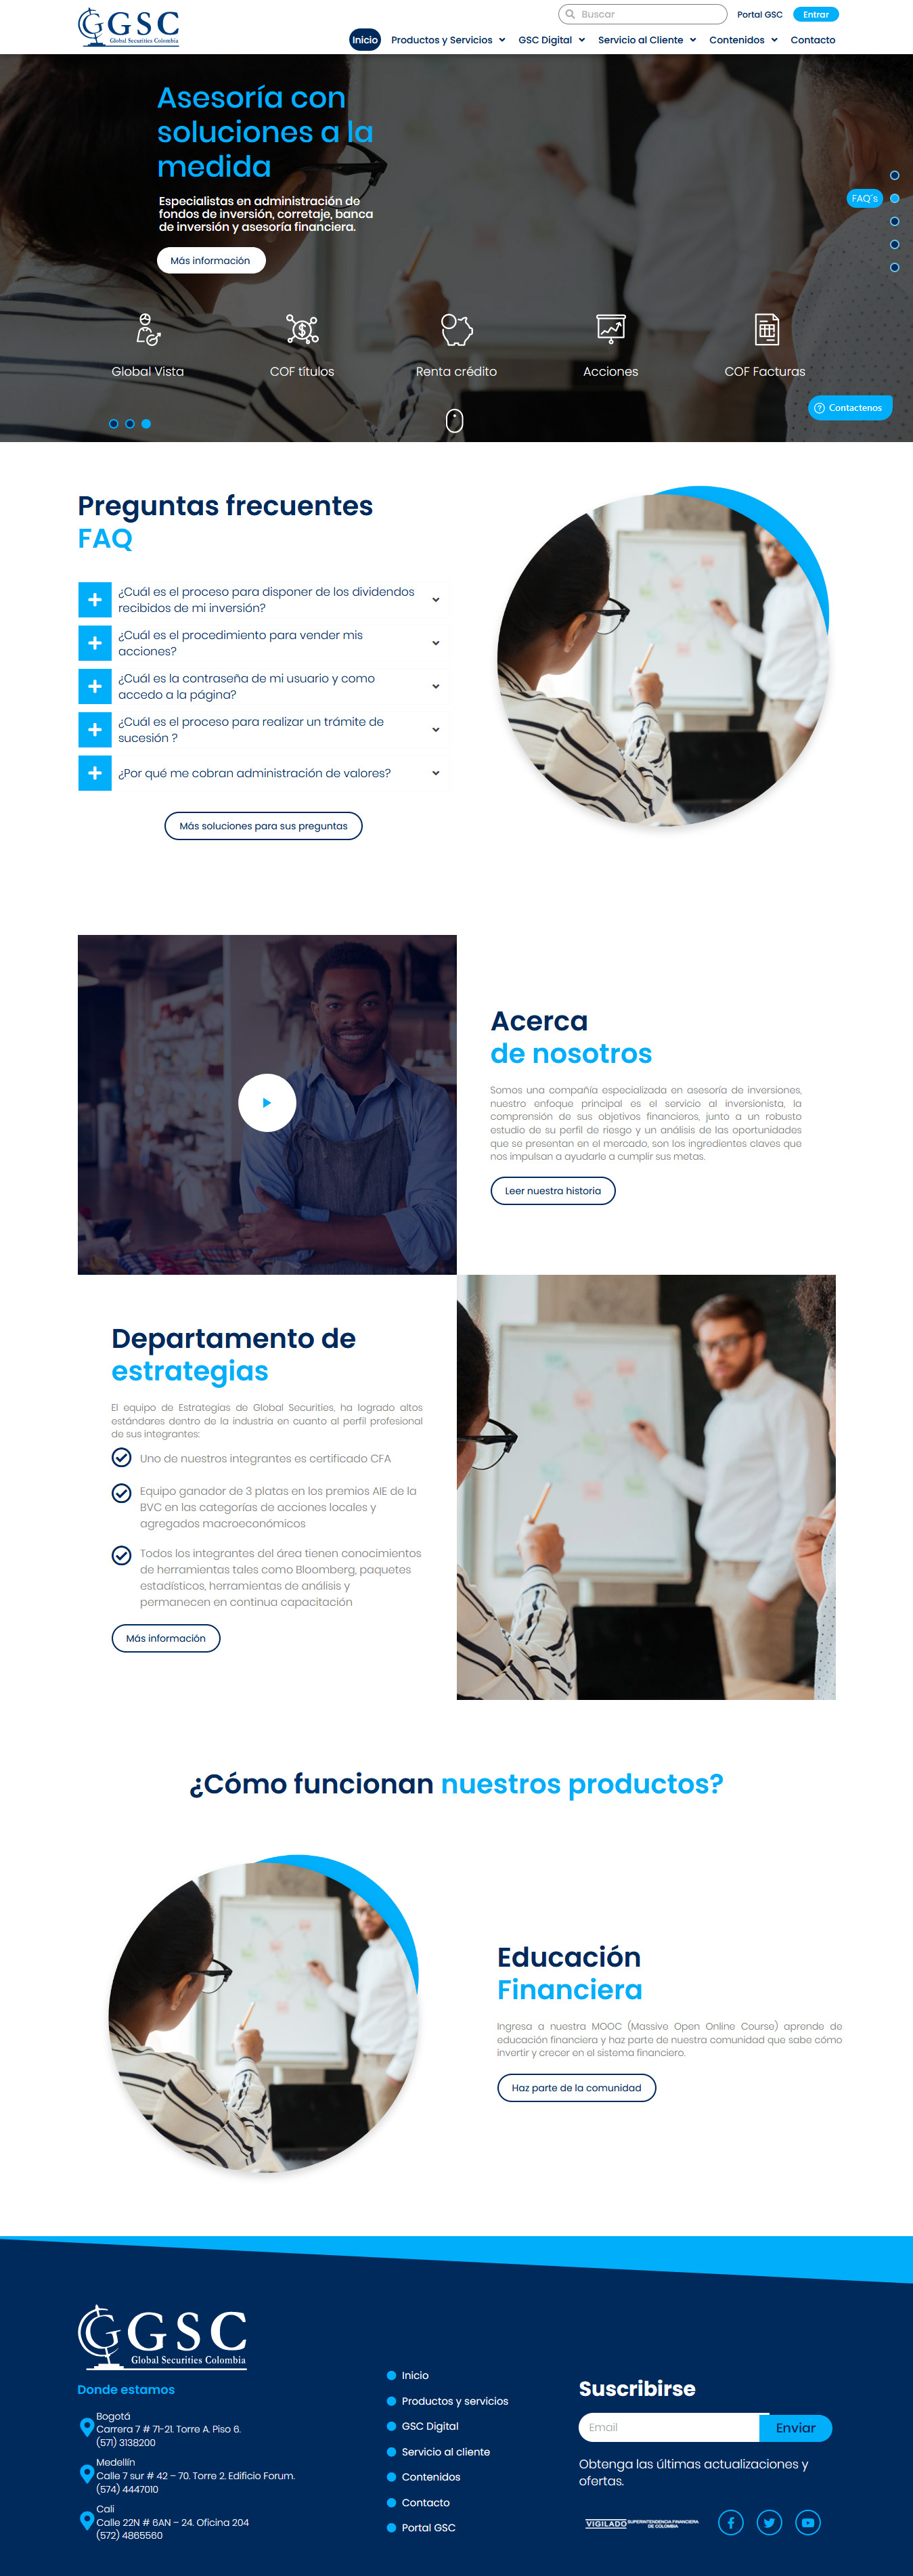 GSC
Global Securities Colombia
Buscar
Portal GSC
Entrar
Inicio
Productos y Servicios
GSC Digital
Servicio al Cliente
Contenidos
Contacto
Asesoría con
soluciones a la
medida
Especialistas en administración de
fondos de inversión, corretaje, banca
de inversión y asesoría financiera.
Más información
FAQ´s
Global Vista
COF títulos
Renta crédito
Acciones
COF Facturas
Contactenos
Preguntas frecuentes
FAQ
¿Cuál es el proceso para disponer de los dividendos
recibidos de mi inversión?
¿Cuál es el procedimiento para vender mis
acciones?
¿Cuál es la contraseña de mi usuario y como
accedo a la página?
¿Cuál es el proceso para realizar un trámite de
sucesión ?
¿Por qué me cobran administración de valores?
Más soluciones para sus preguntas
Acerca
de nosotros
Somos una compañía especializada en asesoría de inversiones,
nuestro enfoque principal es el servicio al inversionista, la
comprensión de sus objetivos financieros, junto a un robusto
estudio de su perfil de riesgo y un análisis de las oportunidades
que se presentan en el mercado, son los ingredientes claves que
nos impulsan a ayudarle a cumplir sus metas.
Leer nuestra historia
Departamento de
estrategias
El equipo de Estrategias de Global Securities, ha logrado altos
estándares dentro de la industria en cuanto al perfil profesional
de sus integrantes:
Uno de nuestros integrantes es certificado CFA
Equipo ganador de 3 platas en los premios AIE de la
BVC en las categorías de acciones locales y
agregados macroeconómicos
Todos los integrantes del área tienen conocimientos
de herramientas tales como Bloomberg, paquetes
estadísticos, herramientas de análisis y
permanecen en continua capacitación
Más información
¿Cómo funcionan nuestros productos?
Educación
Financiera
Ingresa a nuestra MOOC (Massive Open Online Course) aprende de
educación financiera y haz parte de nuestra comunidad que sabe cómo
invertir y crecer en el sistema financiero.
Haz parte de la comunidad
GSC
Global Securities Colombia
Donde estamos
Bogotá
Carrera 7 # 71-21. Torre A. Piso 6.
(571) 3138200
Medellín
Calle 7 sur # 42 – 70. Torre 2. Edificio Forum.
(574) 4447010
Cali
Calle 22N # 6AN – 24. Oficina 204
(572) 4865560
Inicio
Productos y servicios
GSC Digital
Servicio al cliente
Contenidos
Contacto
Portal GSC
Suscribirse
Email
Enviar
Obtenga las últimas actualizaciones y
ofertas.
VIGILADO SUPERINTENDENCIA FINANCIERA
DE COLOMBIA